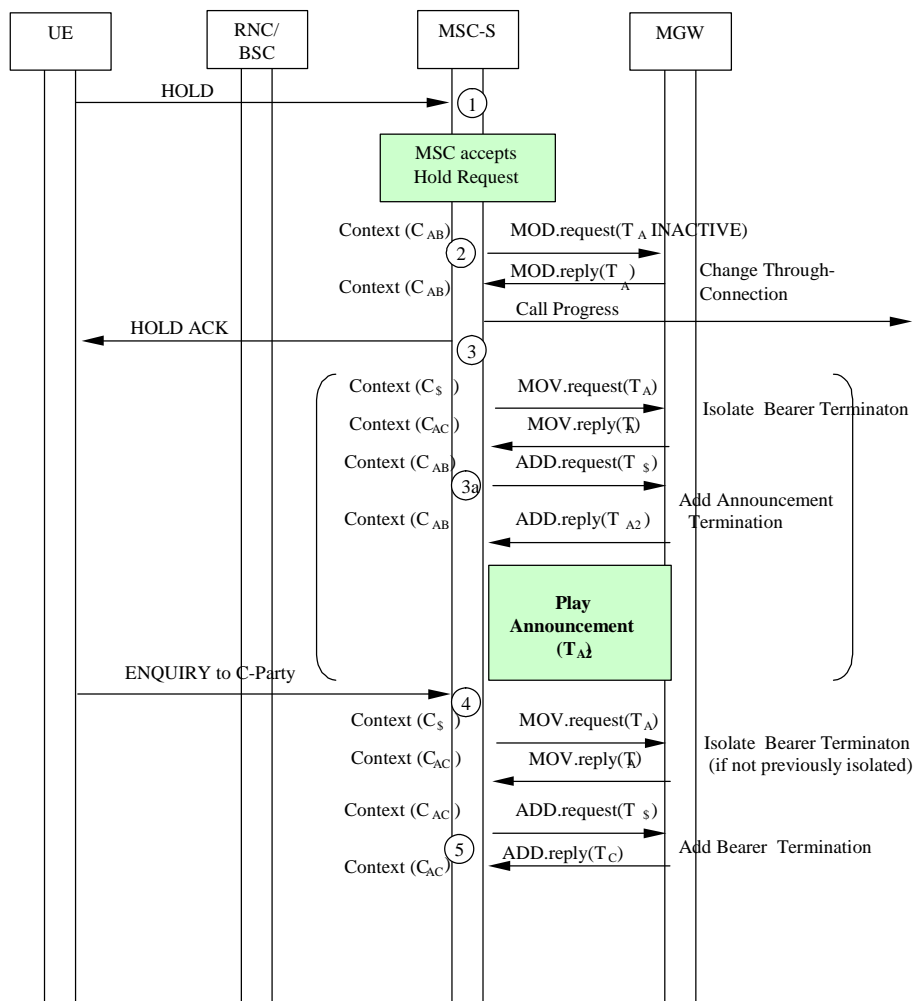 UE
RNC/
BSC
MSC-S
MGW
HOLD
1
MSC accepts
Hold Request
Context (C AB)
MOD.request(T A INACTIVE)
2
MOD.reply(T A)
Context (C AB)
Change Through-
Connection
Call Progress
HOLD ACK
3
Context (C $ )
MOV.request(T A)
Isolate Bearer Terminaton
Context (C AC)
MOV.reply(T A)
Context (C AB)
ADD.request(T $)
3a
Add Announcement
Termination
Context (C AB
ADD.reply(T A2)
Play
Announcement
(T A2)
ENQUIRY to C-Party
4
Context (C $ )
MOV.request(T A)
Isolate Bearer Terminaton
(if not previously isolated)
Context (C AC)
MOV.reply(T A)
Context (C AC)
ADD.request(T $)
5
Add Bearer Termination
Context (C AC)
ADD.reply(T C)